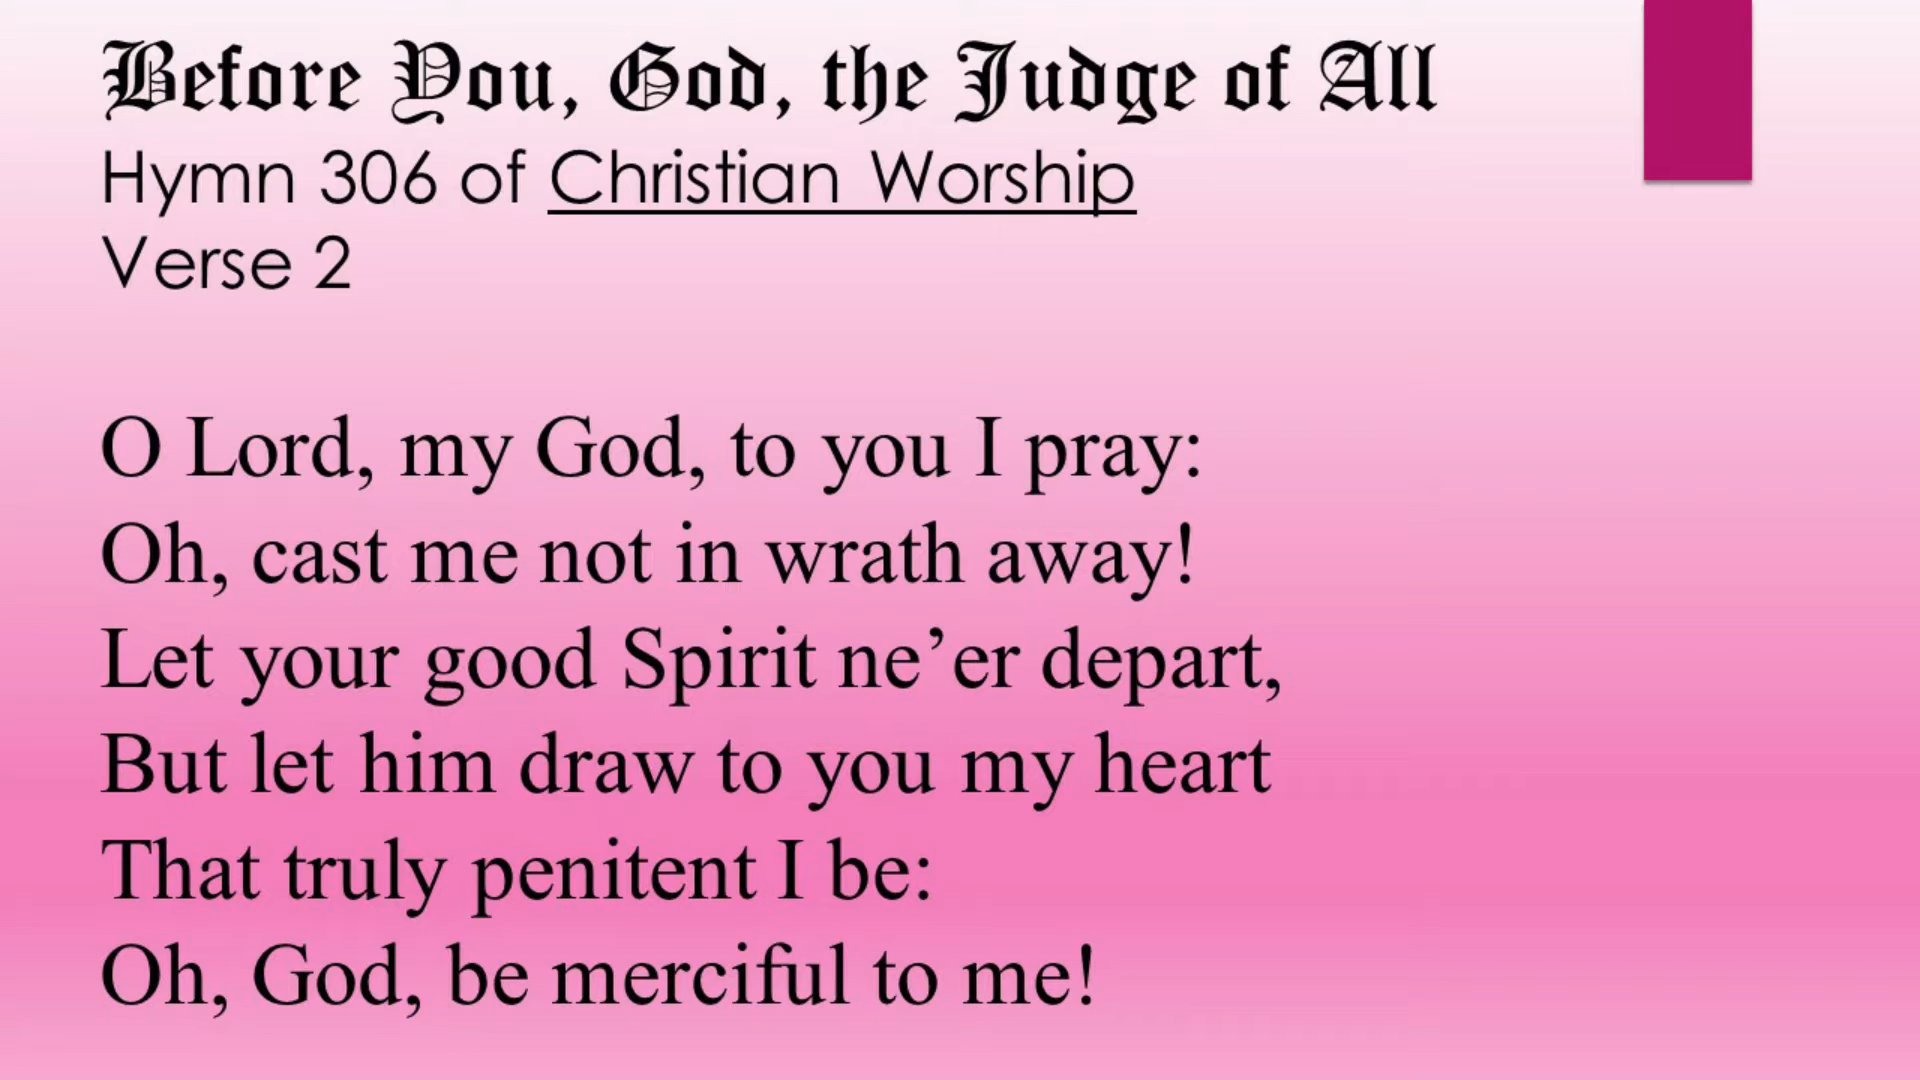 Before You, God, the Judge of All
Hymn 306 of Christian Worship
Verse 2
O Lord, my God, to you I pray:
Oh, cast me not in wrath away!
Let your good Spirit ne’er depart,
But let him draw to you my heart
That truly penitent I be:
Oh, God, be merciful to me!